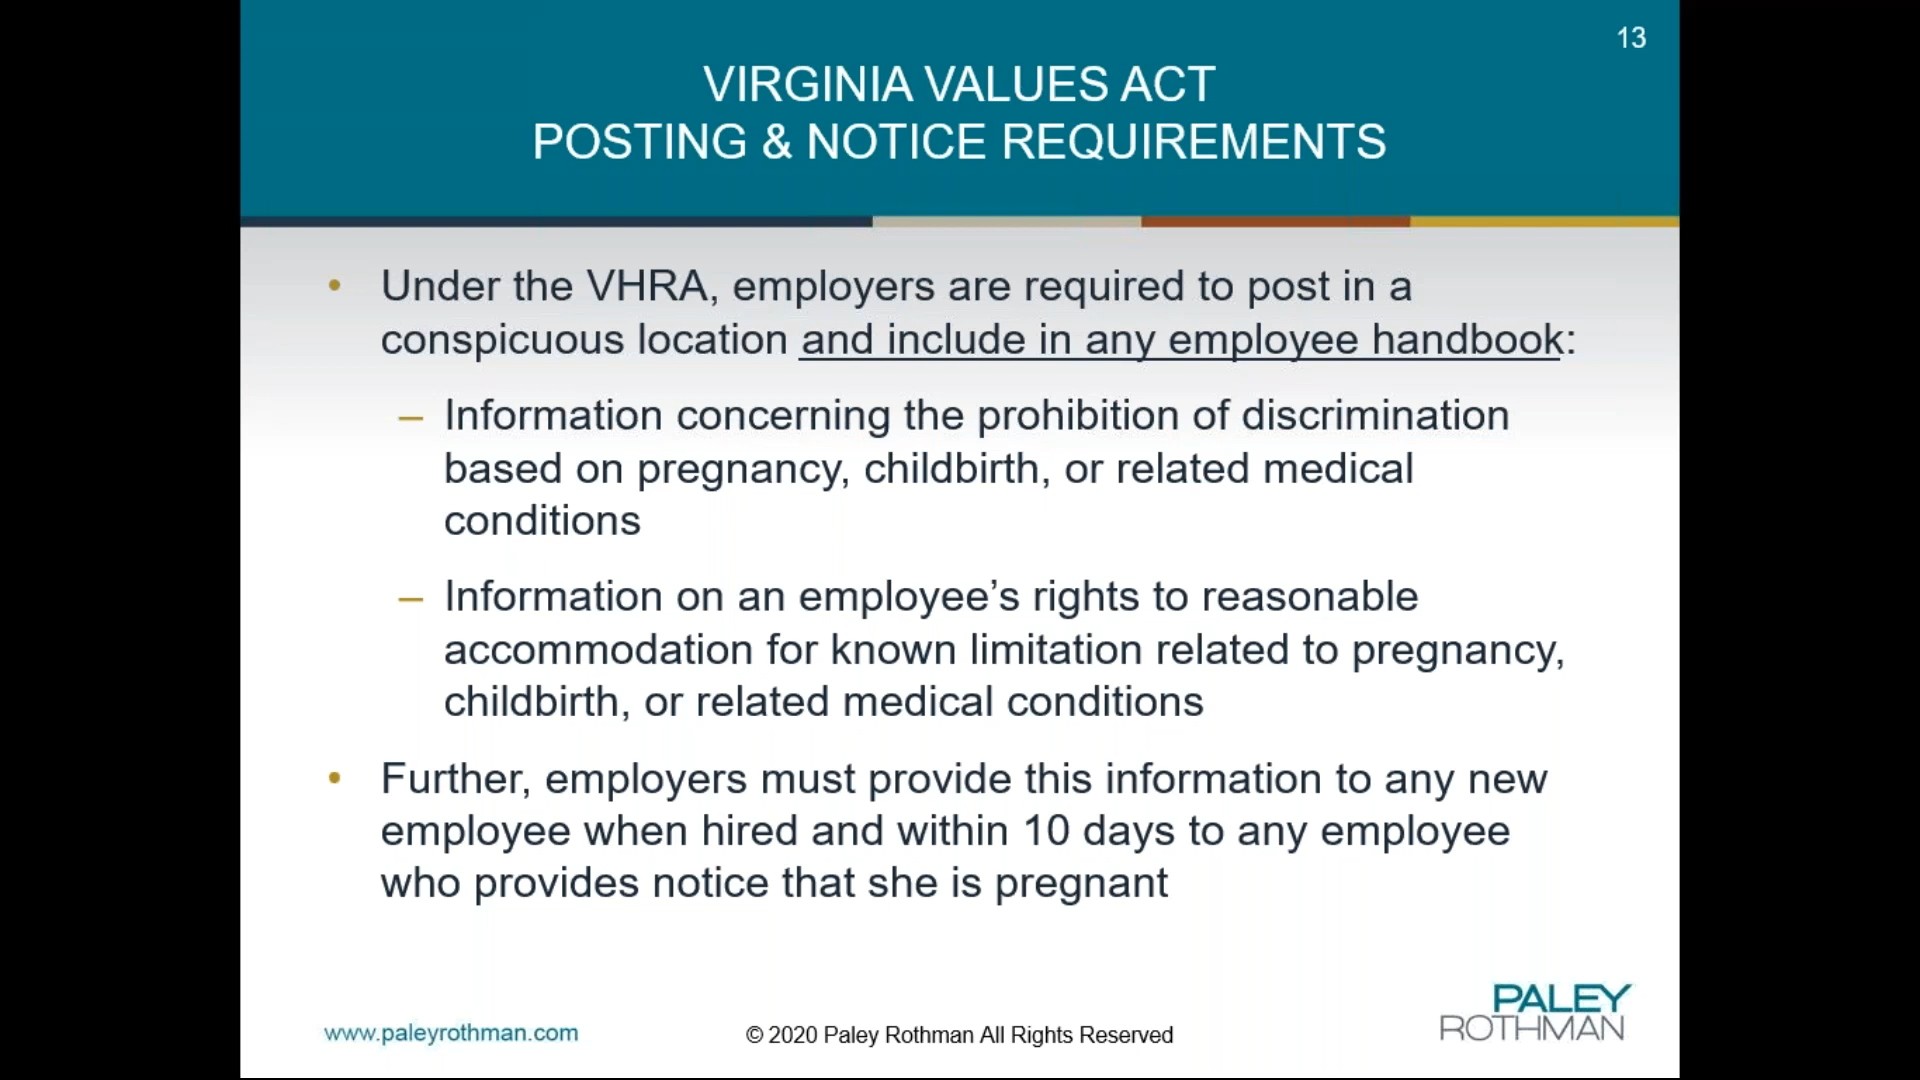 13
VIRGINIA VALUES ACT
POSTING & NOTICE REQUIREMENTS
• Under the VHRA, employers are required to post in a
conspicuous location and include in any employee handbook:
– Information concerning the prohibition of discrimination
based on pregnancy, childbirth, or related medical
conditions
– Information on an employee’s rights to reasonable
accommodation for known limitation related to pregnancy,
childbirth, or related medical conditions
• Further, employers must provide this information to any new
employee when hired and within 10 days to any employee
who provides notice that she is pregnant
www.paleyrothman.com
© 2020 Paley Rothman All Rights Reserved
PALEY
ROTHMAN